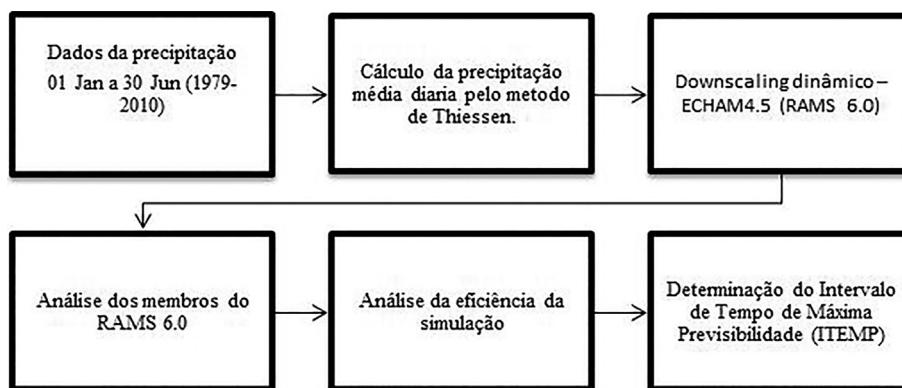 Dados da precipitação
01 Jan a 30 Jun (1979-
2010)
Cálculo da precipitação
média diaria pelo metodo
de Thiessen.
Downscaling dinâmico –
ECHAM4.5 (RAMS 6.0)
Análise dos membros do
RAMS 6.0
Análise da eficiência da
simulação
Determinação do Intervalo
de Tempo de Máxima
Previsibilidade (ITEMP)